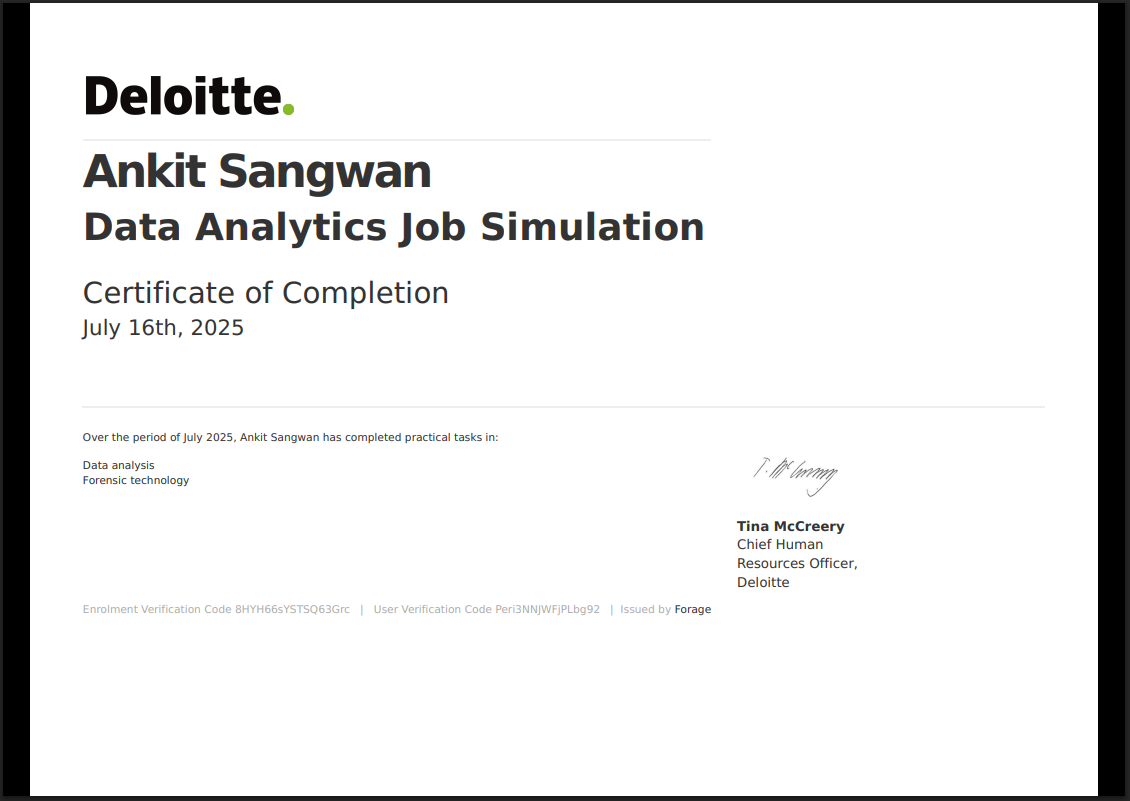 Deloitte.
Ankit Sangwan
Data Analytics Job Simulation
Certificate of Completion
July 16th, 2025
Over the period of July 2025, Ankit Sangwan has completed practical tasks in:
Data analysis
Forensic technology
T. McCreery
Tina McCreery
Chief Human
Resources Officer,
Deloitte
Enrolment Verification Code 8HYH66sYSTSQ63Grc | User Verification Code Peri3NNJWFjPLbg92 | Issued by Forage